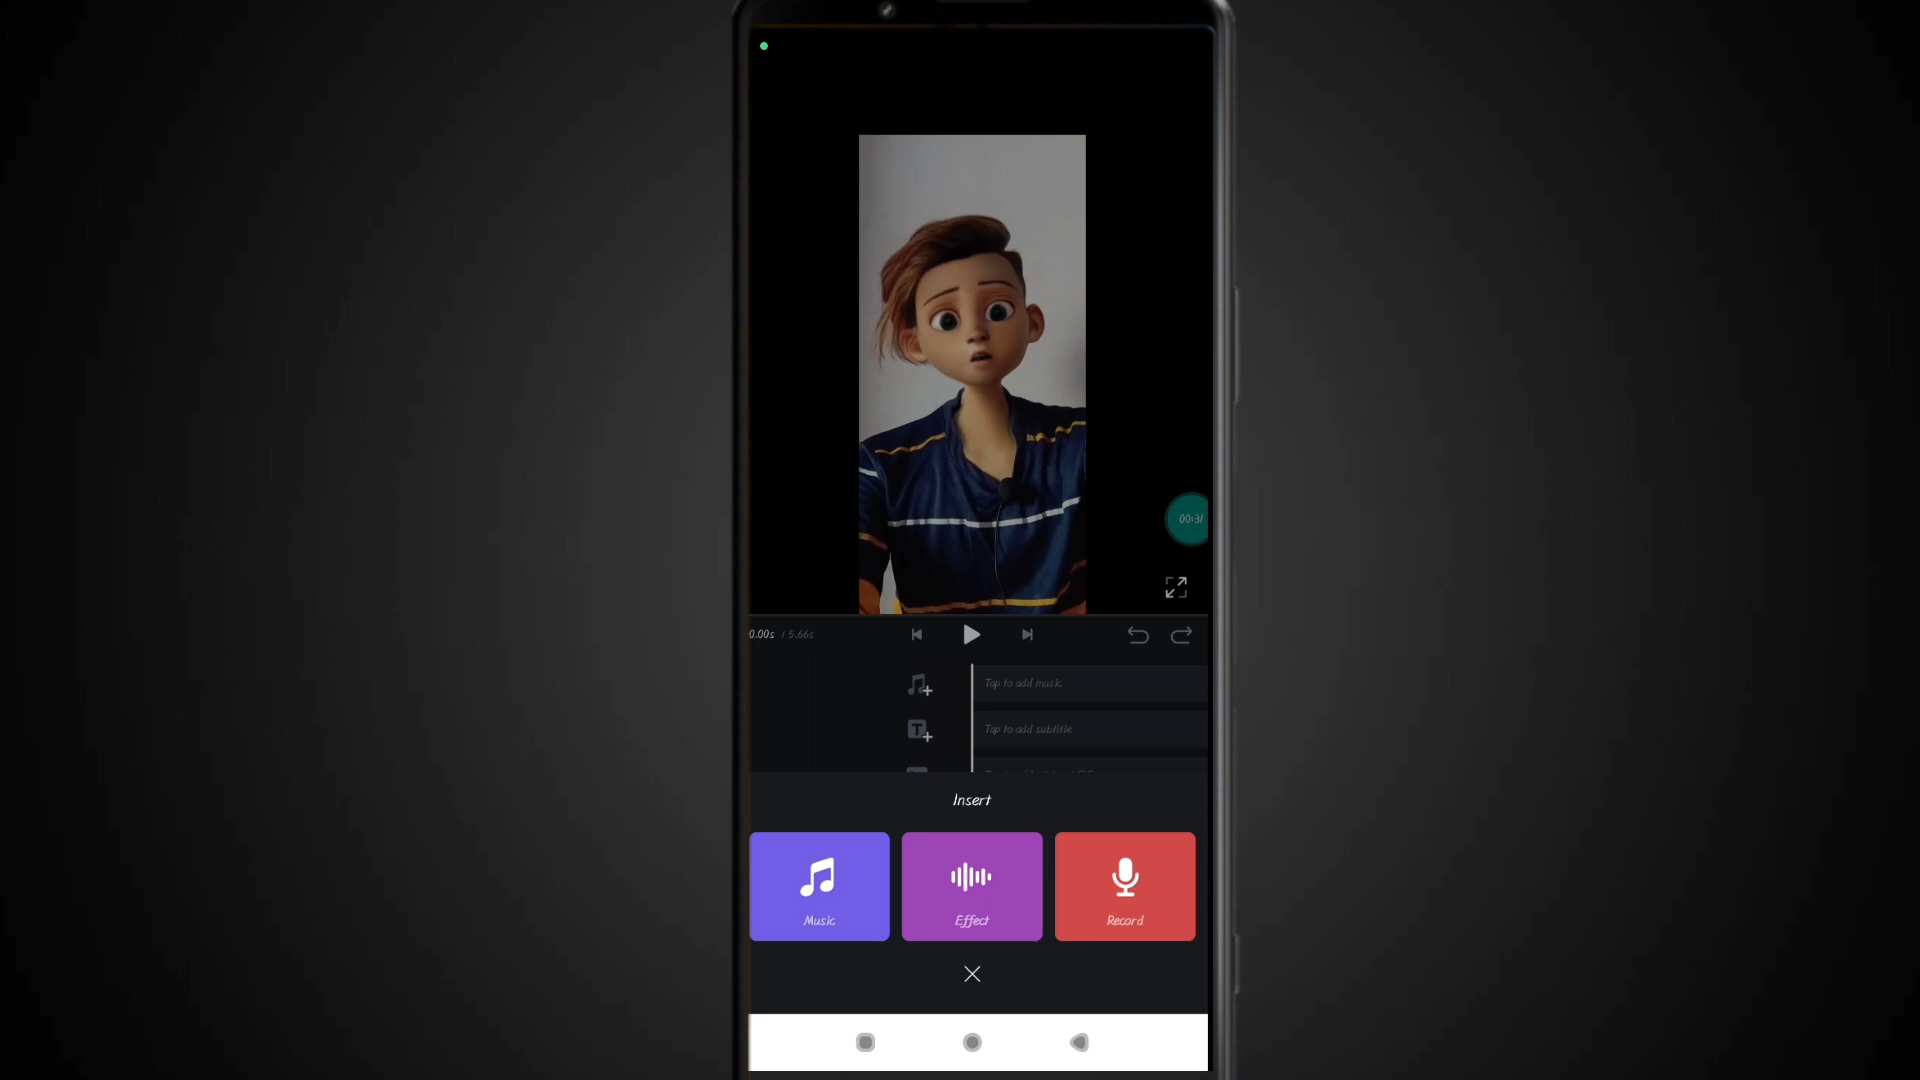 00:31
0.00s / 5.66s
Tap to add music
Tap to add subtitle
Insert
Music
Effect
Record